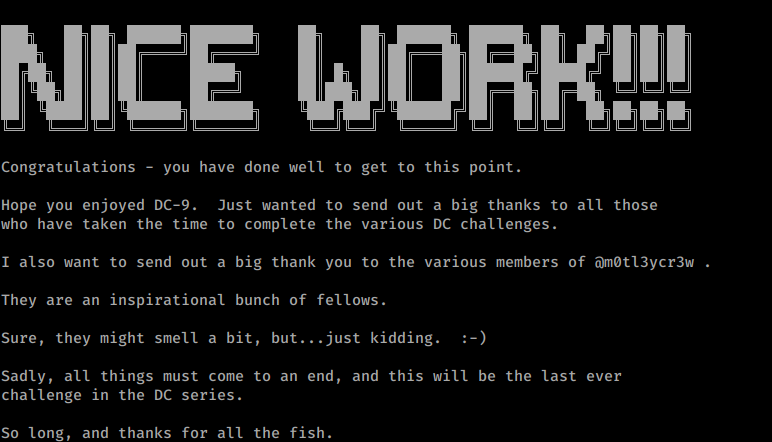 NICE WORK!!!
Congratulations - you have done well to get to this point.
Hope you enjoyed DC-9.  Just wanted to send out a big thanks to all those
who have taken the time to complete the various DC challenges.
I also want to send out a big thank you to the various members of @m0tl3ycr3w .
They are an inspirational bunch of fellows.
Sure, they might smell a bit, but...just kidding.  :-)
Sadly, all things must come to an end, and this will be the last ever
challenge in the DC series.
So long, and thanks for all the fish.